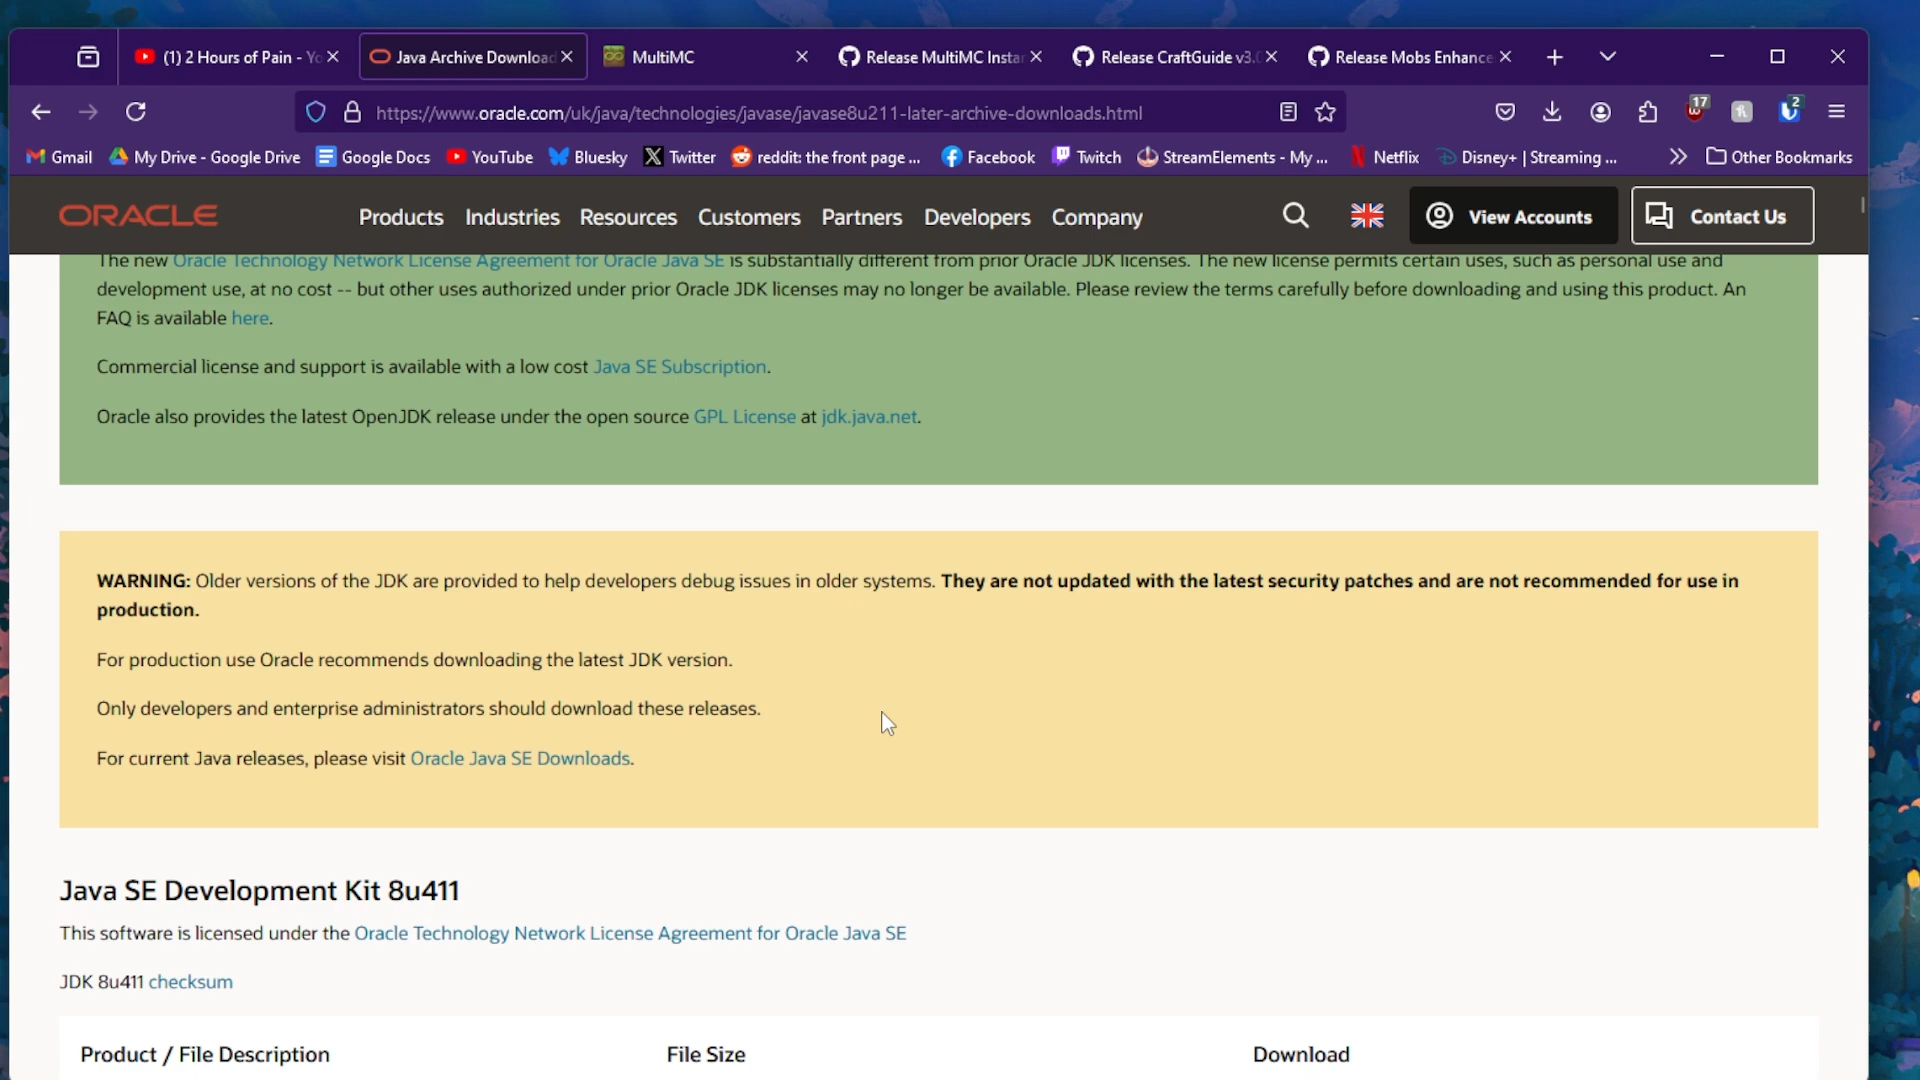 (1) 2 Hours of Pain - Yo
Java Archive Download
MultiMC
Release MultiMC Instan
Release CraftGuide v3.0
Release Mobs Enhance
https://www.oracle.com/uk/java/technologies/javase/javase8u211-later-archive-downloads.html
17
2
Gmail
My Drive - Google Drive
Google Docs
YouTube
Bluesky
Twitter
reddit: the front page ...
Facebook
Twitch
StreamElements - My ...
Netflix
Disney+ | Streaming ...
Other Bookmarks
ORACLE
Products
Industries
Resources
Customers
Partners
Developers
Company
View Accounts
Contact Us
The new Oracle Technology Network License Agreement for Oracle Java SE is substantially different from prior Oracle JDK licenses. The new license permits certain uses, such as personal use and
development use, at no cost -- but other uses authorized under prior Oracle JDK licenses may no longer be available. Please review the terms carefully before downloading and using this product. An
FAQ is available here.
Commercial license and support is available with a low cost Java SE Subscription.
Oracle also provides the latest OpenJDK release under the open source GPL License at jdk.java.net.
WARNING: Older versions of the JDK are provided to help developers debug issues in older systems. They are not updated with the latest security patches and are not recommended for use in
production.
For production use Oracle recommends downloading the latest JDK version.
Only developers and enterprise administrators should download these releases.
For current Java releases, please visit Oracle Java SE Downloads.
Java SE Development Kit 8u411
This software is licensed under the Oracle Technology Network License Agreement for Oracle Java SE
JDK 8u411 checksum
Product / File Description
File Size
Download